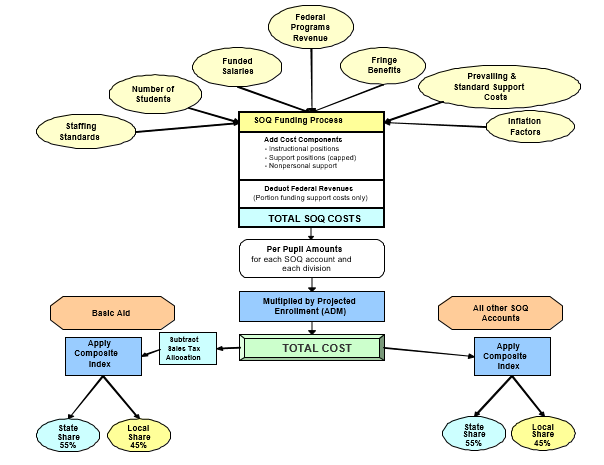 Federal
Programs
Revenue
Funded
Salaries
Fringe
Benefits
Number of
Students
Prevailing &
Standard Support
Costs
Staffing
Standards
Inflation
Factors
SOQ Funding Process
Add Cost Components
- Instructional positions
- Support positions (capped)
- Nonpersonal support
Deduct Federal Revenues
(Portion funding support costs only)
TOTAL SOQ COSTS
Per Pupil Amounts
for each SOQ account and
each division
Multiplied by Projected
Enrollment (ADM)
Basic Aid
All other SOQ
Accounts
Apply
Composite
Index
Subtract
Sales Tax
Allocation
TOTAL COST
Apply
Composite
Index
State
Share
55%
Local
Share
45%
State
Share
55%
Local
Share
45%